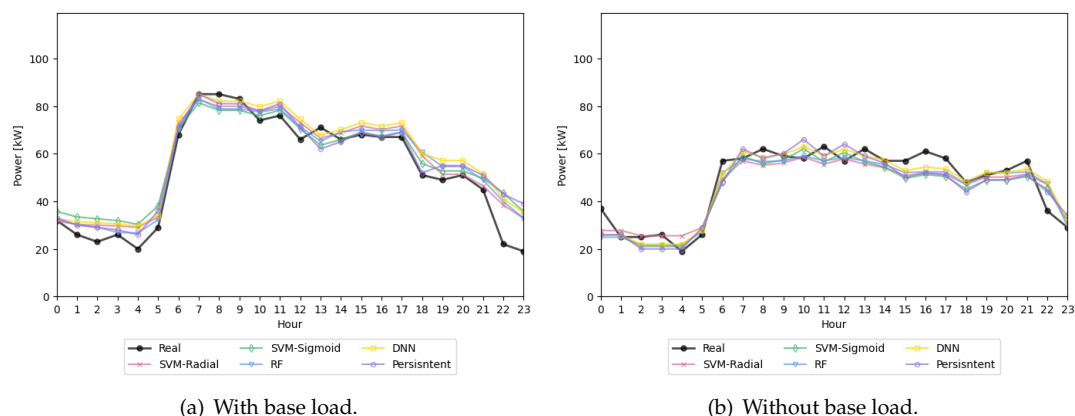 100
80
60
40
20
0
Power [kW]
0 1 2 3 4 5 6 7 8 9 10 11 12 13 14 15 16 17 18 19 20 21 22 23
Hour
Real SVM-Sigmoid DNN
SVM-Radial RF Persisntent
(a) With base load.
100
80
60
40
20
0
Power [kW]
0 1 2 3 4 5 6 7 8 9 10 11 12 13 14 15 16 17 18 19 20 21 22 23
Hour
Real SVM-Sigmoid DNN
SVM-Radial RF Persisntent
(b) Without base load.